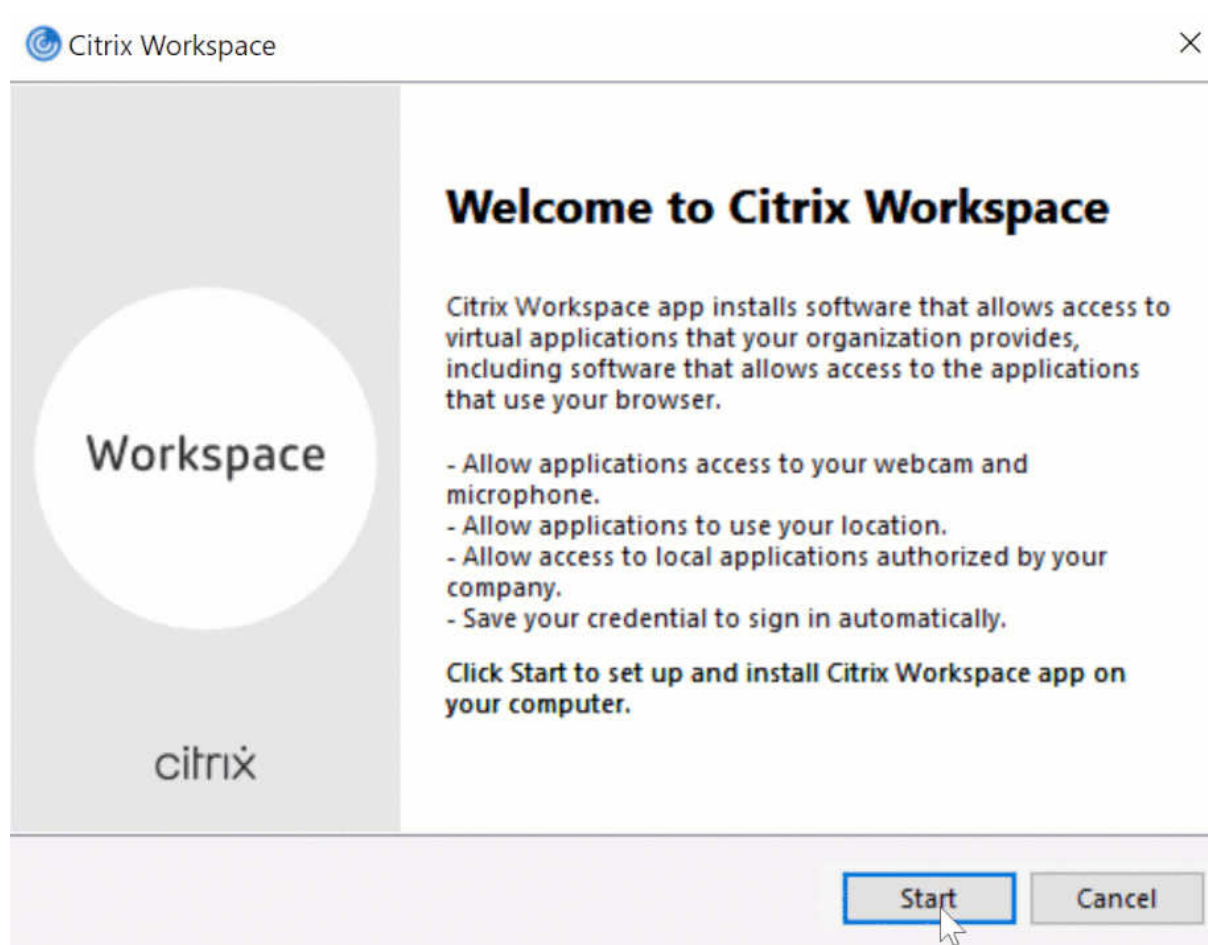 Citrix Workspace
Welcome to Citrix Workspace
Citrix Workspace app installs software that allows access to
virtual applications that your organization provides,
including software that allows access to the applications
that use your browser.
- Allow applications access to your webcam and
microphone.
- Allow applications to use your location.
- Allow access to local applications authorized by your
company.
- Save your credential to sign in automatically.
Click Start to set up and install Citrix Workspace app on
your computer.
Workspace
citrix
Start
Cancel